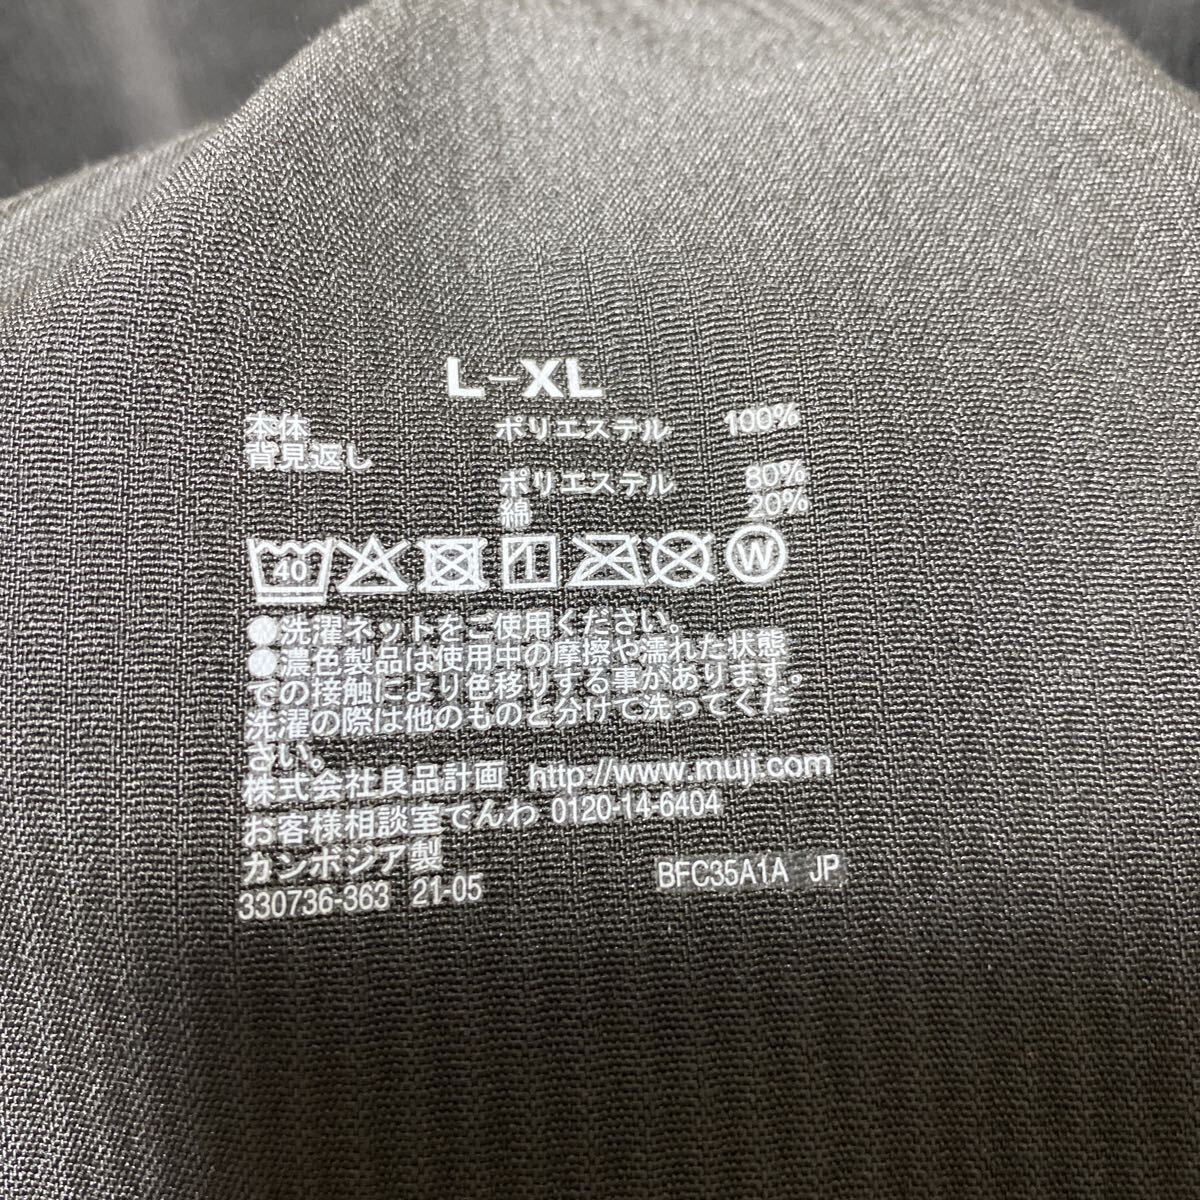 L-XL
本体 ポリエステル 100%
背見返し
ポリエステル 80%
綿 20%
40 W
●洗濯ネットをご使用ください。
●濃色製品は使用中の摩擦や濡れた状態
での接触により色移りする事があります。
洗濯の際は他のものと分けて洗ってくだ
さい。
株式会社良品計画 http://www.muji.com
お客様相談室でんわ 0120-14-6404
カンボジア製
330736-363 21-05 BFC35A1A JP